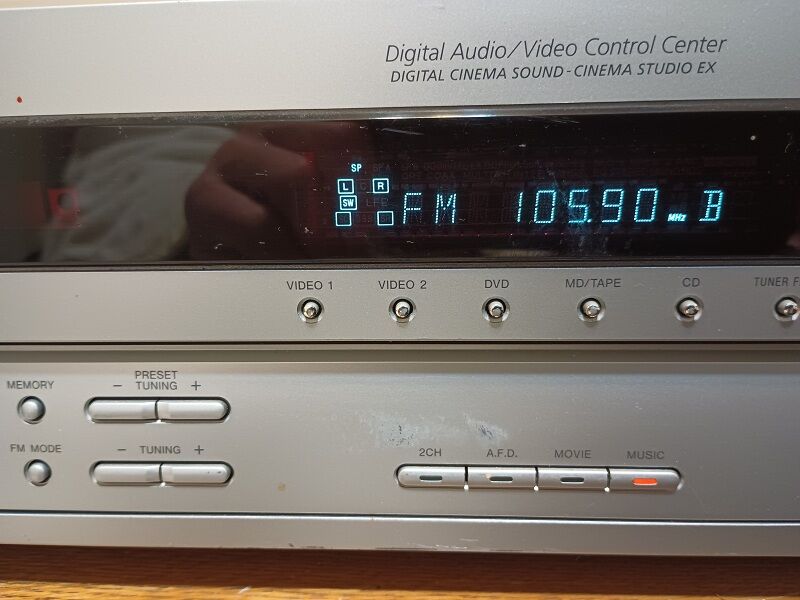 Digital Audio/Video Control Center
DIGITAL CINEMA SOUND-CINEMA STUDIO EX
SP
L R
SW
FM 105.90 MHz B
VIDEO 1 VIDEO 2 DVD MD/TAPE CD TUNER
MEMORY
PRESET
– TUNING +
FM MODE
– TUNING +
2CH A.F.D. MOVIE MUSIC